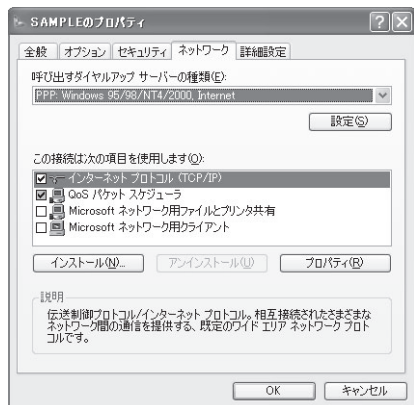 SAMPLEのプロパティ
全般 オプション セキュリティ ネットワーク 詳細設定
呼び出すダイヤルアップ サーバーの種類(E):
PPP: Windows 95/98/NT4/2000, Internet
設定(S)
この接続は次の項目を使用します(O):
インターネット プロトコル (TCP/IP)
QoS パケット スケジューラ
Microsoft ネットワーク用ファイルとプリンタ共有
Microsoft ネットワーク用クライアント
インストール(N)... アンインストール(U) プロパティ(R)
説明
伝送制御プロトコル/インターネット プロトコル。相互接続されたさまざまな
ネットワーク間の通信を提供する、既定のワイド エリア ネットワーク プロト
コルです。
OK キャンセル